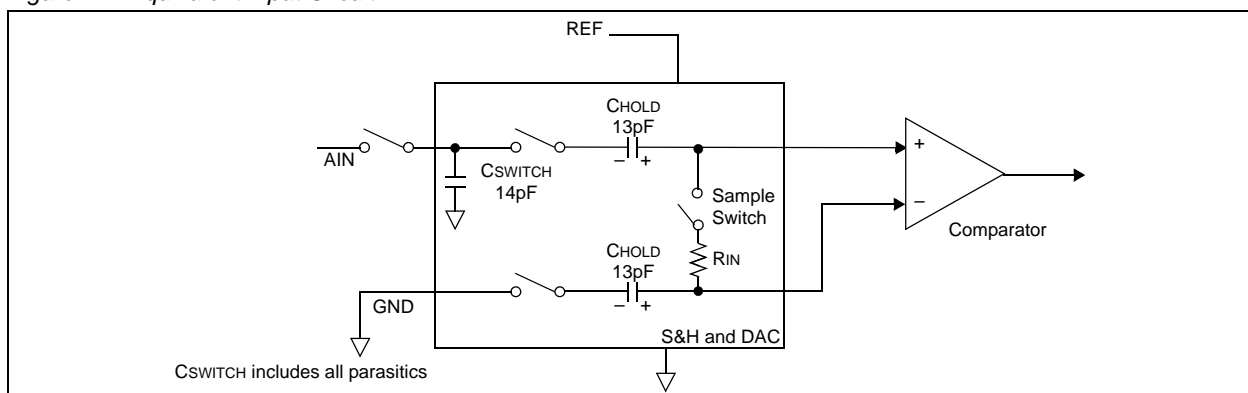 REF
CHOLD
13pF
AIN
CSWITCH
14pF
Sample
Switch
+
−
Comparator
− +
CHOLD
13pF
RIN
− +
GND
S&H and DAC
CSWITCH includes all parasitics